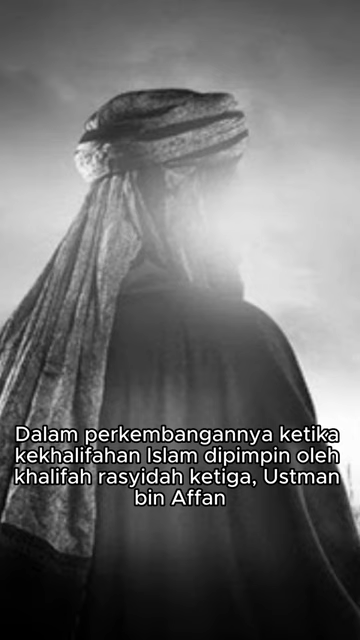 Dalam perkembangannya ketika
kekhalifahan Islam dipimpin oleh
khalifah rasyidah ketiga, Ustman
bin Affan